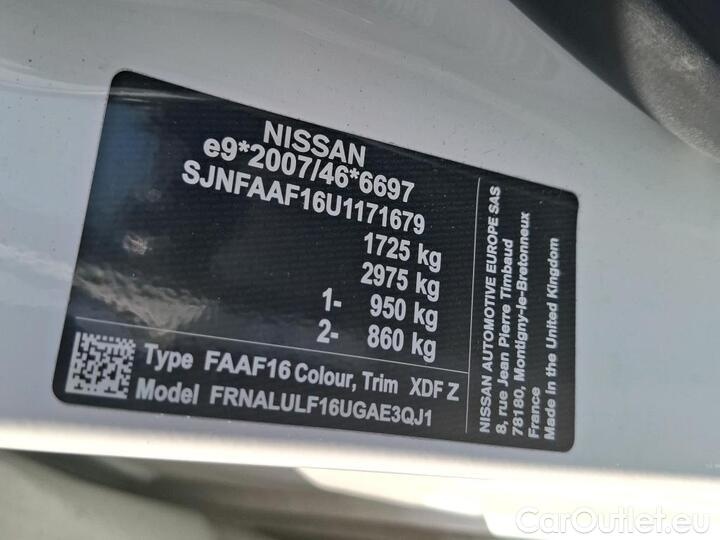 NISSAN
e9*2007/46*6697
SJNFAAF16U1171679
1725 kg
2975 kg
1- 950 kg
2- 860 kg
Type FAAF16 Colour, Trim XDF Z
Model FRNALULF16UGAE3QJ1
NISSAN AUTOMOTIVE EUROPE SAS
8, rue Jean Pierre Timbaud
78180, Montigny-le-Bretonneux
France
Made in the United Kingdom
CarOutlet.eu